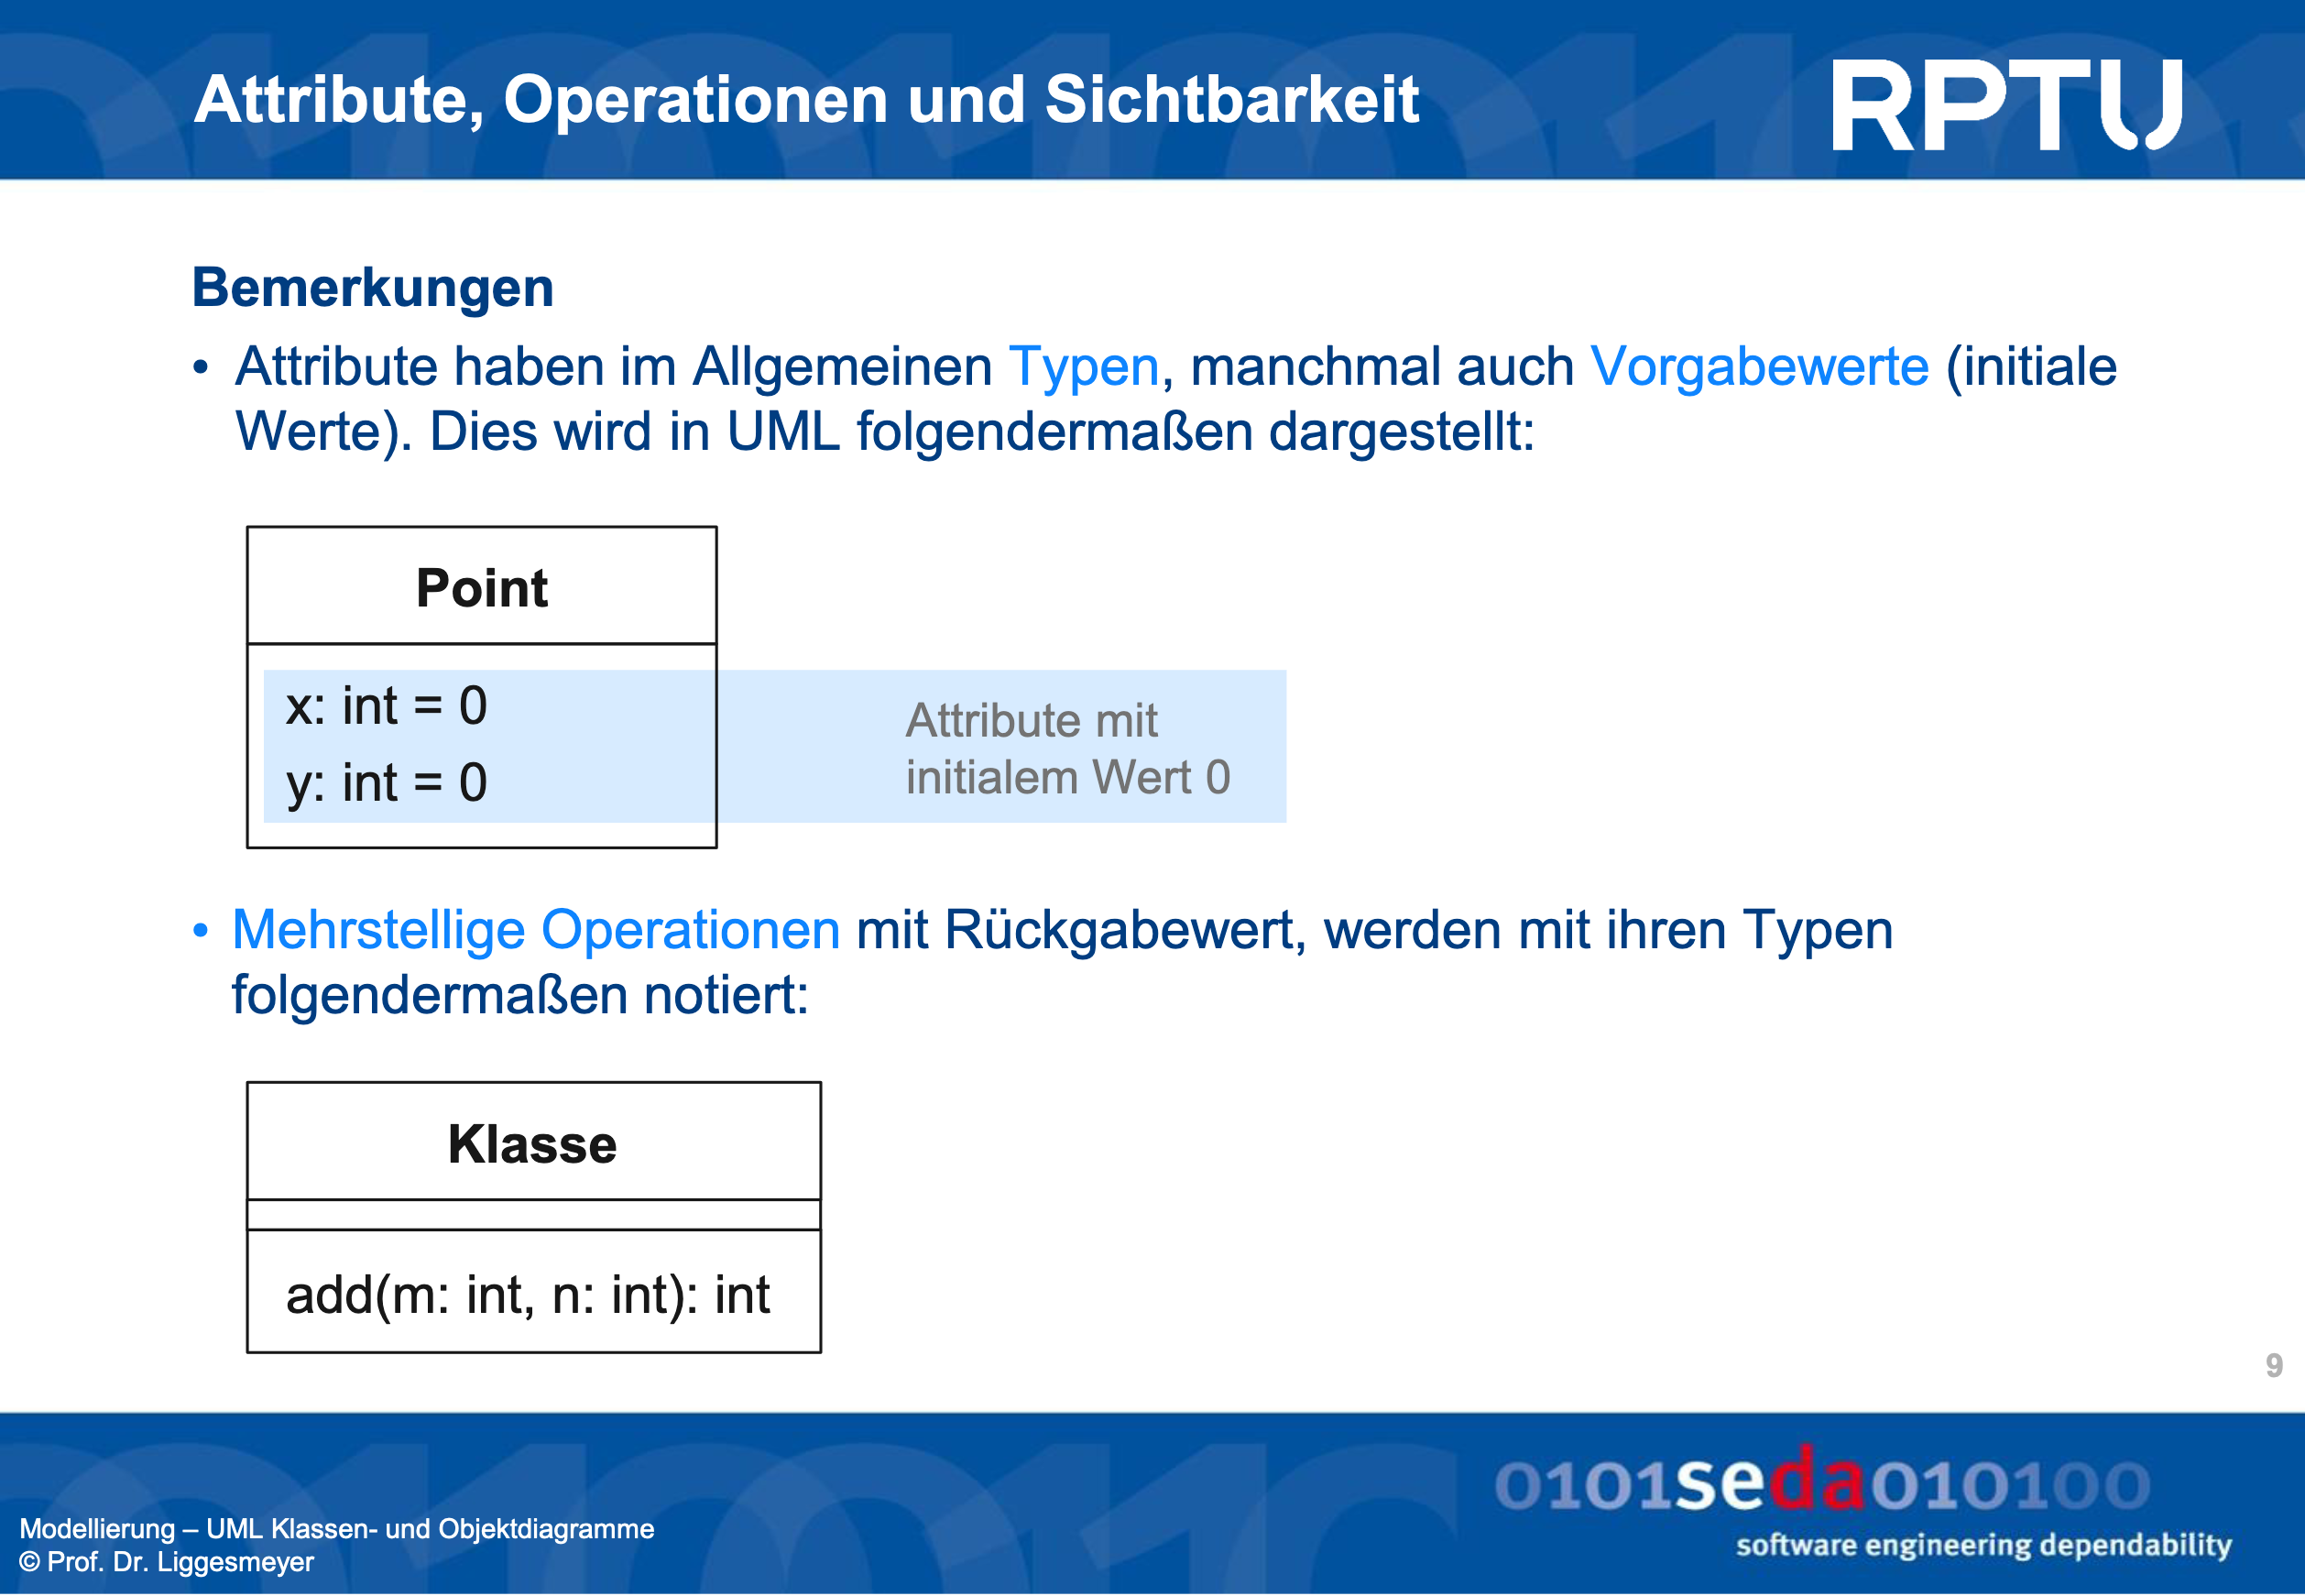 Attribute, Operationen und Sichtbarkeit
RPTU
Bemerkungen
• Attribute haben im Allgemeinen Typen, manchmal auch Vorgabewerte (initiale
Werte). Dies wird in UML folgendermaßen dargestellt:
Point
x: int = 0
y: int = 0
Attribute mit
initialem Wert 0
• Mehrstellige Operationen mit Rückgabewert, werden mit ihren Typen
folgendermaßen notiert:
Klasse
add(m: int, n: int): int
9
Modellierung – UML Klassen- und Objektdiagramme
© Prof. Dr. Liggesmeyer
0101seda010100
software engineering dependability